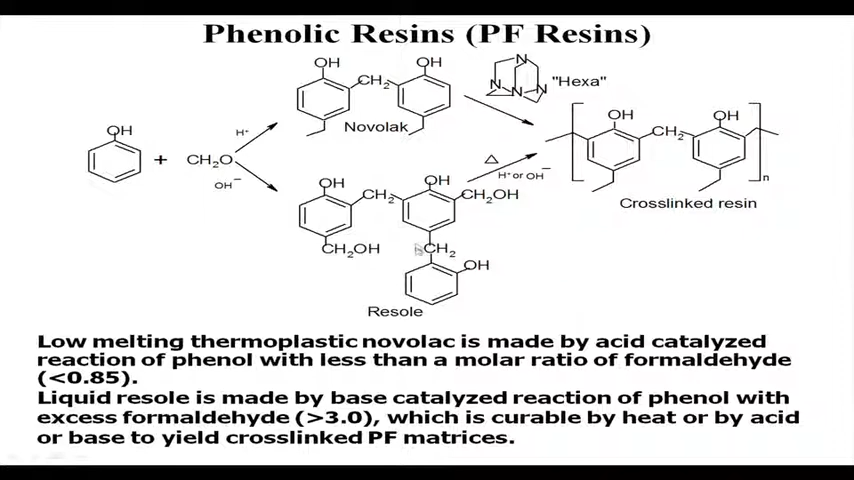 Phenolic Resins (PF Resins)
OH
OH
CH2
N
N N N
"Hexa"
Novolak
OH
+
CH2O
H+
OH−
OH
CH2
OH
CH2OH
CH2OH
CH2
OH
Resole
△
H+ or OH−
OH
CH2
OH
n
Crosslinked resin
Low melting thermoplastic novolac is made by acid catalyzed
reaction of phenol with less than a molar ratio of formaldehyde
(<0.85).
Liquid resole is made by base catalyzed reaction of phenol with
excess formaldehyde (>3.0), which is curable by heat or by acid
or base to yield crosslinked PF matrices.